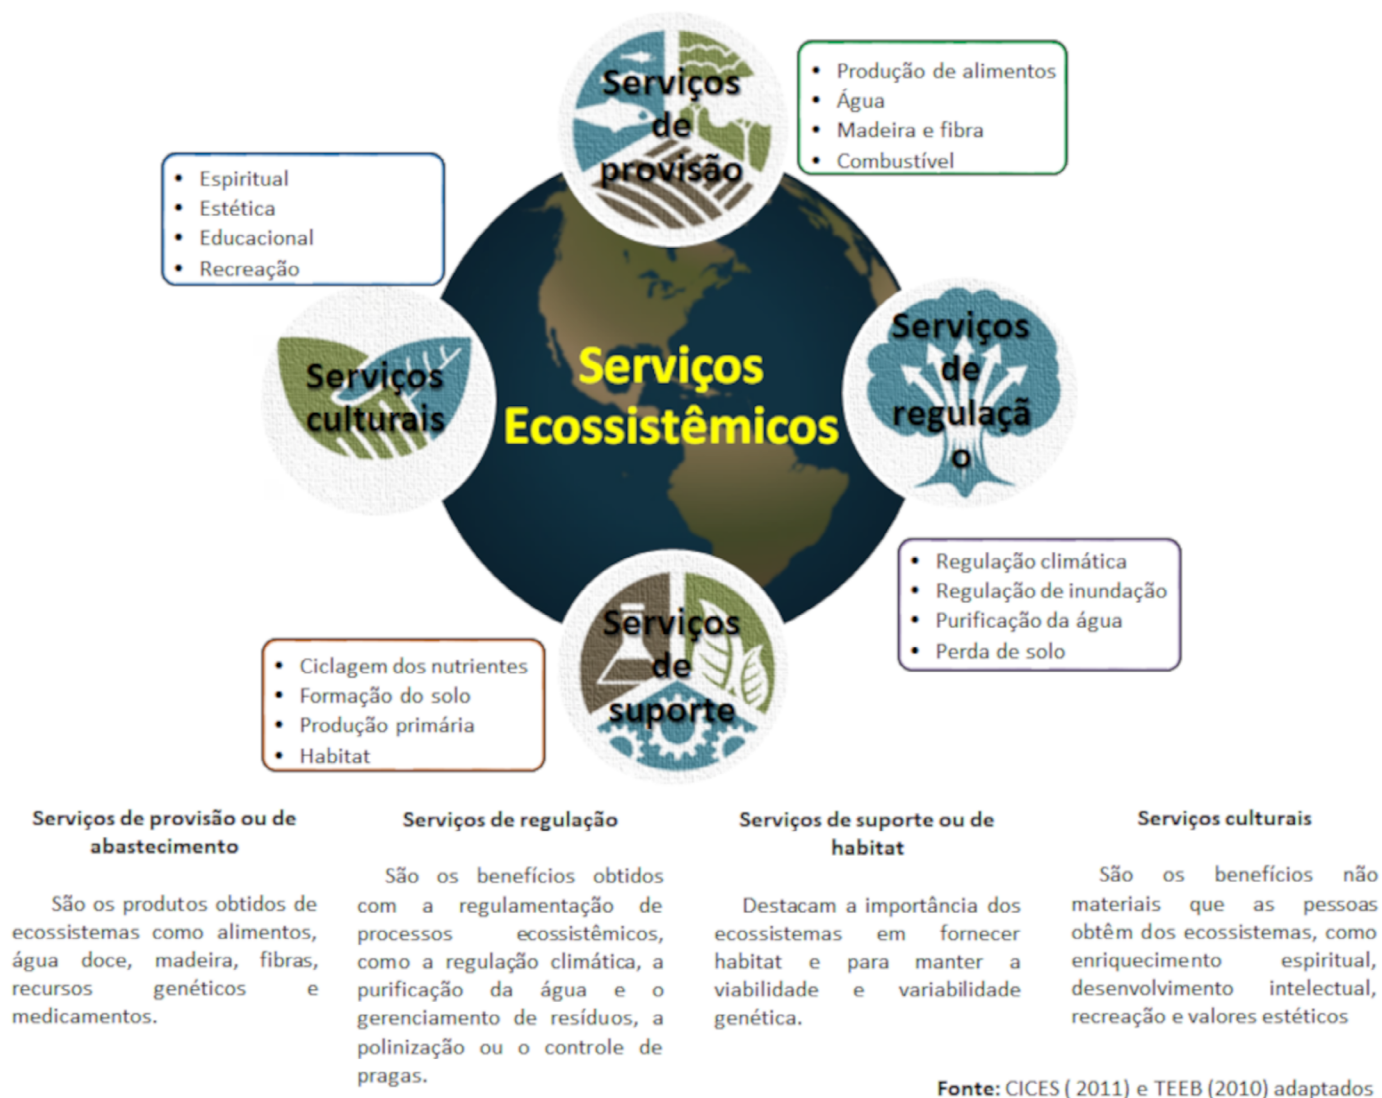 Serviços
de
provisão
• Produção de alimentos
• Água
• Madeira e fibra
• Combustível
• Espiritual
• Estética
• Educacional
• Recreação
Serviços
culturais
Serviços
Ecossistêmicos
Serviços
de
regulaçã
o
• Regulação climática
• Regulação de inundação
• Purificação da água
• Perda de solo
Serviços
de
suporte
• Ciclagem dos nutrientes
• Formação do solo
• Produção primária
• Habitat
Serviços de provisão ou de
abastecimento
São os produtos obtidos de
ecossistemas como alimentos,
água doce, madeira, fibras,
recursos genéticos e
medicamentos.
Serviços de regulação
São os benefícios obtidos
com a regulamentação de
processos ecossistêmicos,
como a regulação climática, a
purificação da água e o
gerenciamento de resíduos, a
polinização ou o controle de
pragas.
Serviços de suporte ou de
habitat
Destacam a importância dos
ecossistemas em fornecer
habitat e para manter a
viabilidade e variabilidade
genética.
Serviços culturais
São os benefícios não
materiais que as pessoas
obtêm dos ecossistemas, como
enriquecimento espiritual,
desenvolvimento intelectual,
recreação e valores estéticos
Fonte: CICES ( 2011) e TEEB (2010) adaptados